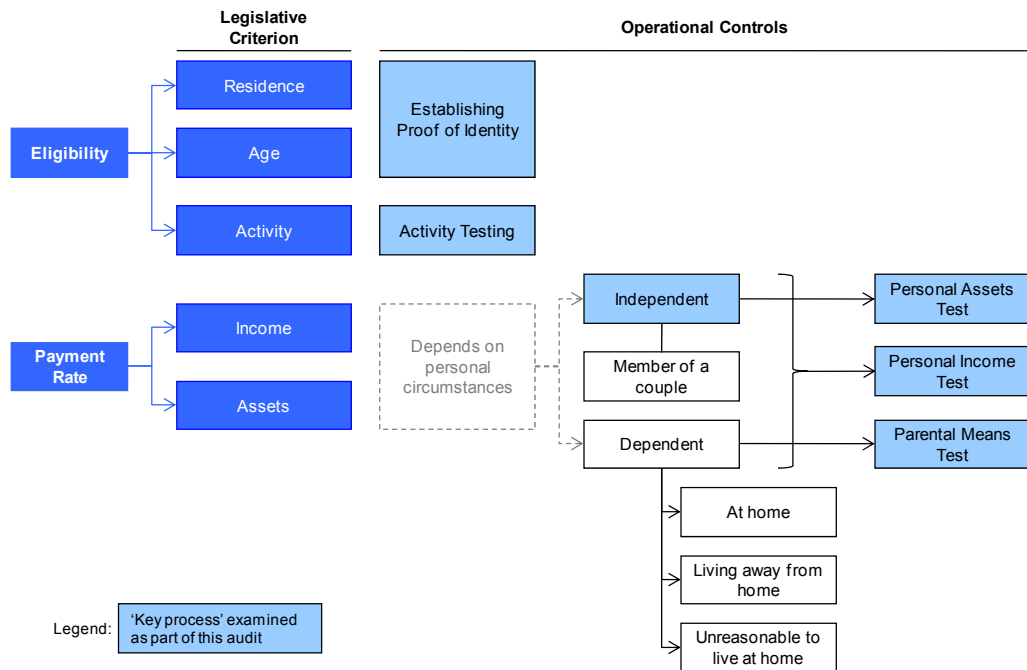 Legislative
Criterion
Operational Controls
Eligibility
Residence
Age
Activity
Establishing
Proof of Identity
Activity Testing
Payment
Rate
Income
Assets
Depends on
personal
circumstances
Independent
Member of a
couple
Dependent
At home
Living away from
home
Unreasonable to
live at home
Personal Assets
Test
Personal Income
Test
Parental Means
Test
Legend:
‘Key process’ examined
as part of this audit